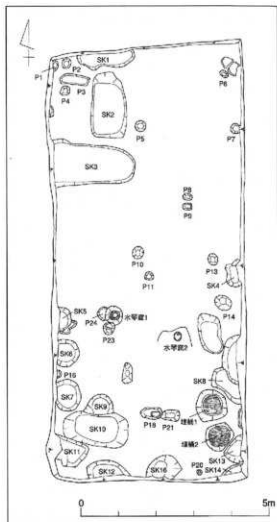 SK1
P1
P2
P3
P4
SK2
P6
P5
P7
SK3
P8
P9
P10
P11
P13
SK4
P14
SK5
P24
水琴窟1
P23
水琴窟2
SK6
P16
SK7
SK8
SK9
SK10
P18
P21
埋桶1
埋桶2
SK11
SK12
SK16
P20
SK13
SK14
0
5m